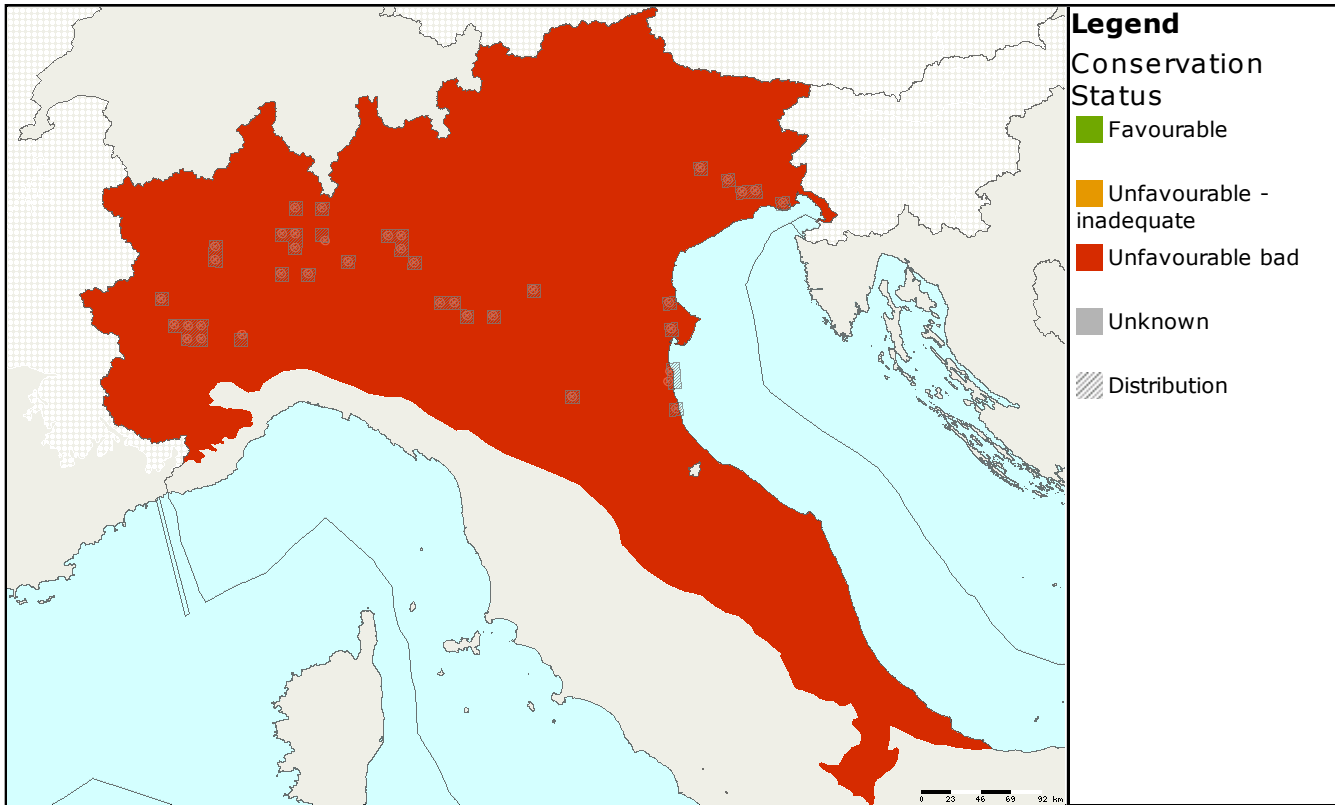 Legend
Conservation
Status
Favourable
Unfavourable -
inadequate
Unfavourable bad
Unknown
Distribution
0 23 46 69 92 km